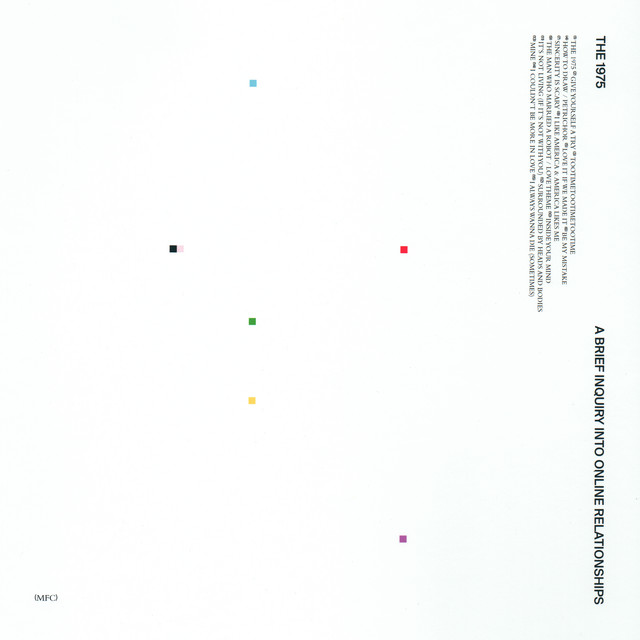 THE 1975
A BRIEF INQUIRY INTO ONLINE RELATIONSHIPS
THE 1975 GIVE YOURSELF A TRY TOOTIMETOOTIMETOOTIME
HOW TO DRAW / PETRICHOR LOVE IT IF WE MADE IT BE MY MISTAKE
SINCERITY IS SCARY I LIKE AMERICA & AMERICA LIKES ME
THE MAN WHO MARRIED A ROBOT / LOVE THEME INSIDE YOUR MIND
IT'S NOT LIVING (IF IT'S NOT WITH YOU) SURROUNDED BY HEADS AND BODIES
MINE I COULDN'T BE MORE IN LOVE I ALWAYS WANNA DIE (SOMETIMES)
(MFC)